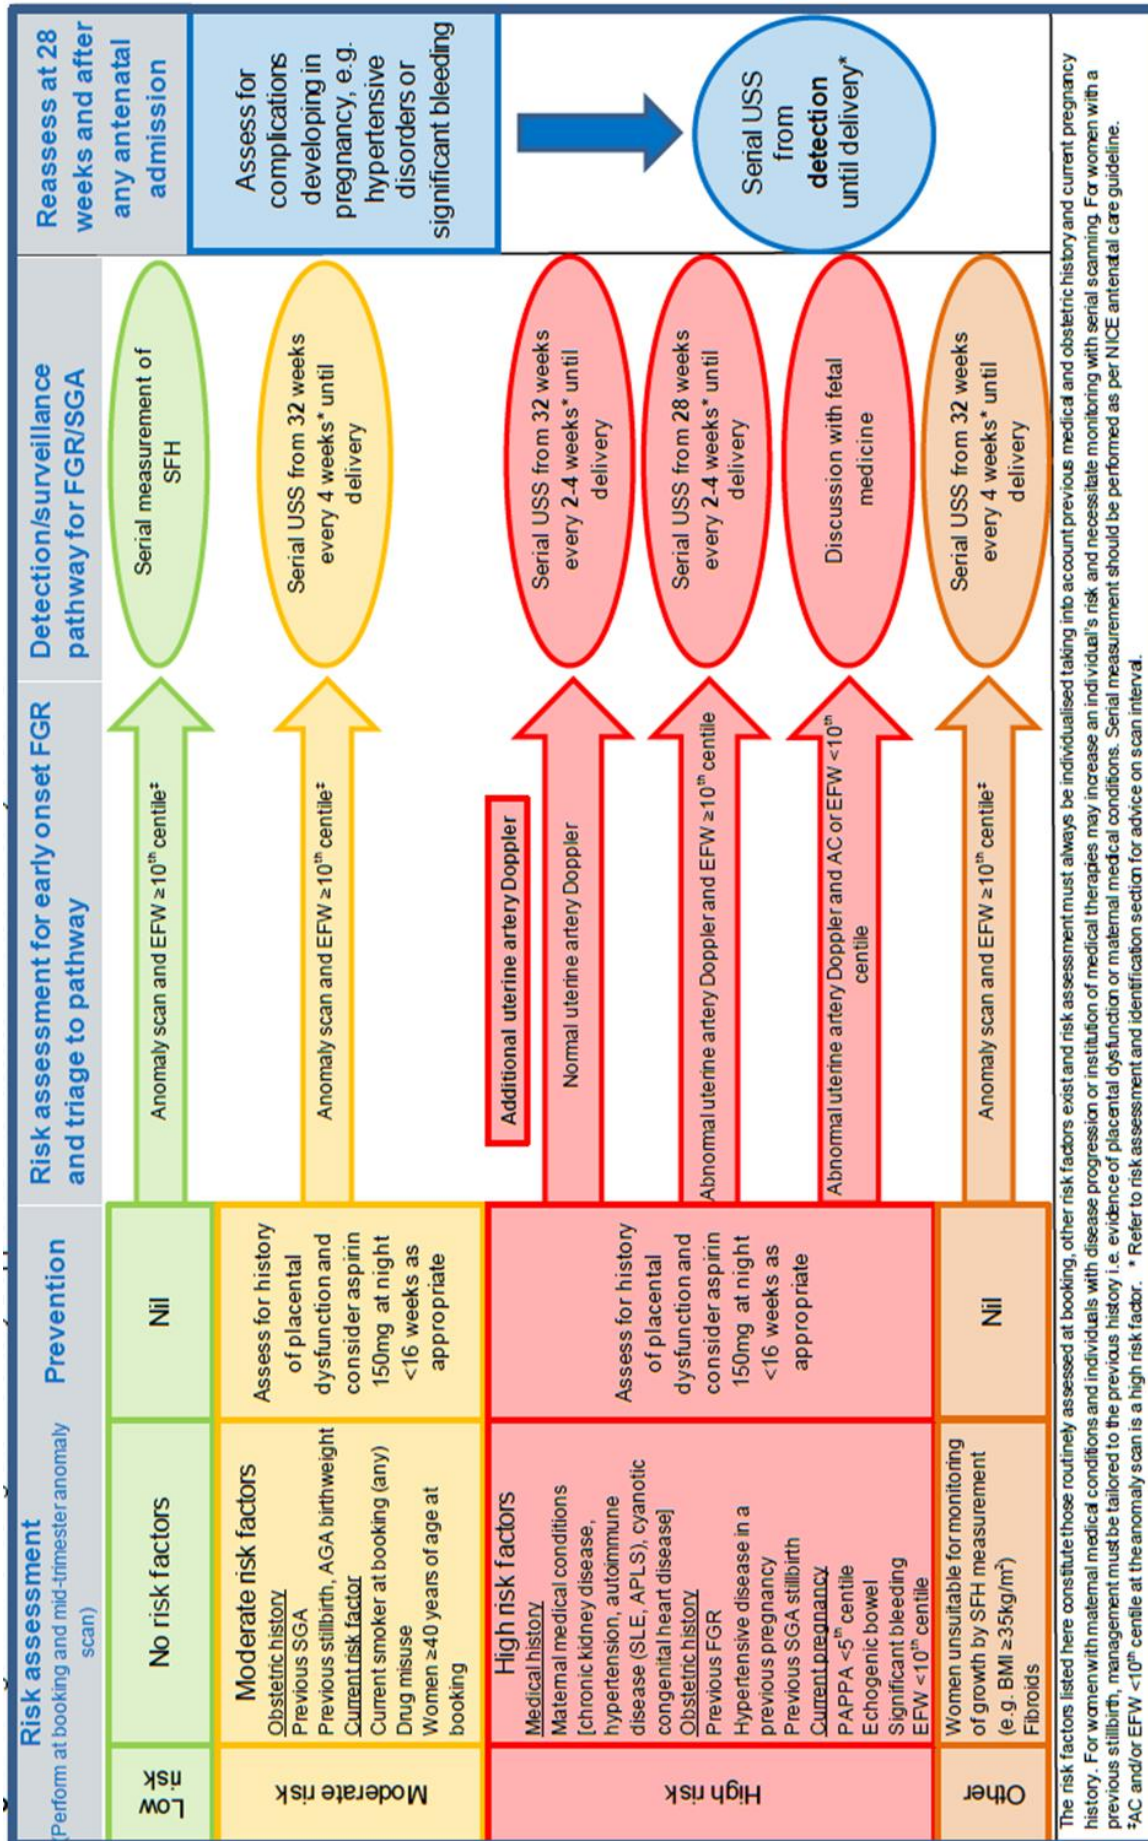 Risk assessment
(Perform at booking and mid-trimester anomaly
scan)
Prevention
Risk assessment for early onset FGR
and triage to pathway
Detection/surveillance
pathway for FGR/SGA
Reassess at 28
weeks and after
any antenatal
admission
Low
risk
No risk factors
Nil
Anomaly scan and EFW ≥10th centile‡
Serial measurement of
SFH
Assess for
complications
developing in
pregnancy, e.g.
hypertensive
disorders or
significant bleeding
Moderate risk
Moderate risk factors
Obstetric history
Previous SGA
Previous stillbirth, AGA birthweight
Current risk factor
Current smoker at booking (any)
Drug misuse
Women ≥40 years of age at
booking
Assess for history
of placental
dysfunction and
consider aspirin
150mg at night
<16 weeks as
appropriate
Anomaly scan and EFW ≥10th centile‡
Serial USS from 32 weeks
every 4 weeks* until
delivery
High risk
High risk factors
Medical history
Maternal medical conditions
[chronic kidney disease,
hypertension, autoimmune
disease (SLE, APLS), cyanotic
congenital heart disease]
Obstetric history
Previous FGR
Hypertensive disease in a
previous pregnancy
Previous SGA stillbirth
Current pregnancy
PAPPA <5th centile
Echogenic bowel
Significant bleeding
EFW <10th centile
Assess for history
of placental
dysfunction and
consider aspirin
150mg at night
<16 weeks as
appropriate
Additional uterine artery Doppler
Normal uterine artery Doppler
Serial USS from 32 weeks
every 2-4 weeks* until
delivery
Abnormal uterine artery Doppler and EFW ≥10th centile
Serial USS from 28 weeks
every 2-4 weeks* until
delivery
Abnormal uterine artery Doppler and AC or EFW <10th
centile
Discussion with fetal
medicine
Serial USS
from
detection
until delivery*
Other
Women unsuitable for monitoring
of growth by SFH measurement
(e.g. BMI ≥35kg/m²)
Fibroids
Nil
Anomaly scan and EFW ≥10th centile‡
Serial USS from 32 weeks
every 4 weeks* until
delivery
The risk factors listed here constitute those routinely assessed at booking, other risk factors exist and risk assessment must always be individualised taking into account previous medical and obstetric history and current pregnancy
history. For women with maternal medical conditions and individuals with disease progression or institution of medical therapies may increase an individual's risk and necessitate monitoring with serial scanning. For women with a
previous stillbirth, management must be tailored to the previous history i.e. evidence of placental dysfunction or maternal medical conditions. Serial measurement should be performed as per NICE antenatal care guideline.
‡AC and/or EFW <10th centile at the anomaly scan is a high risk factor. * Refer to risk assessment and identification section for advice on scan interval.